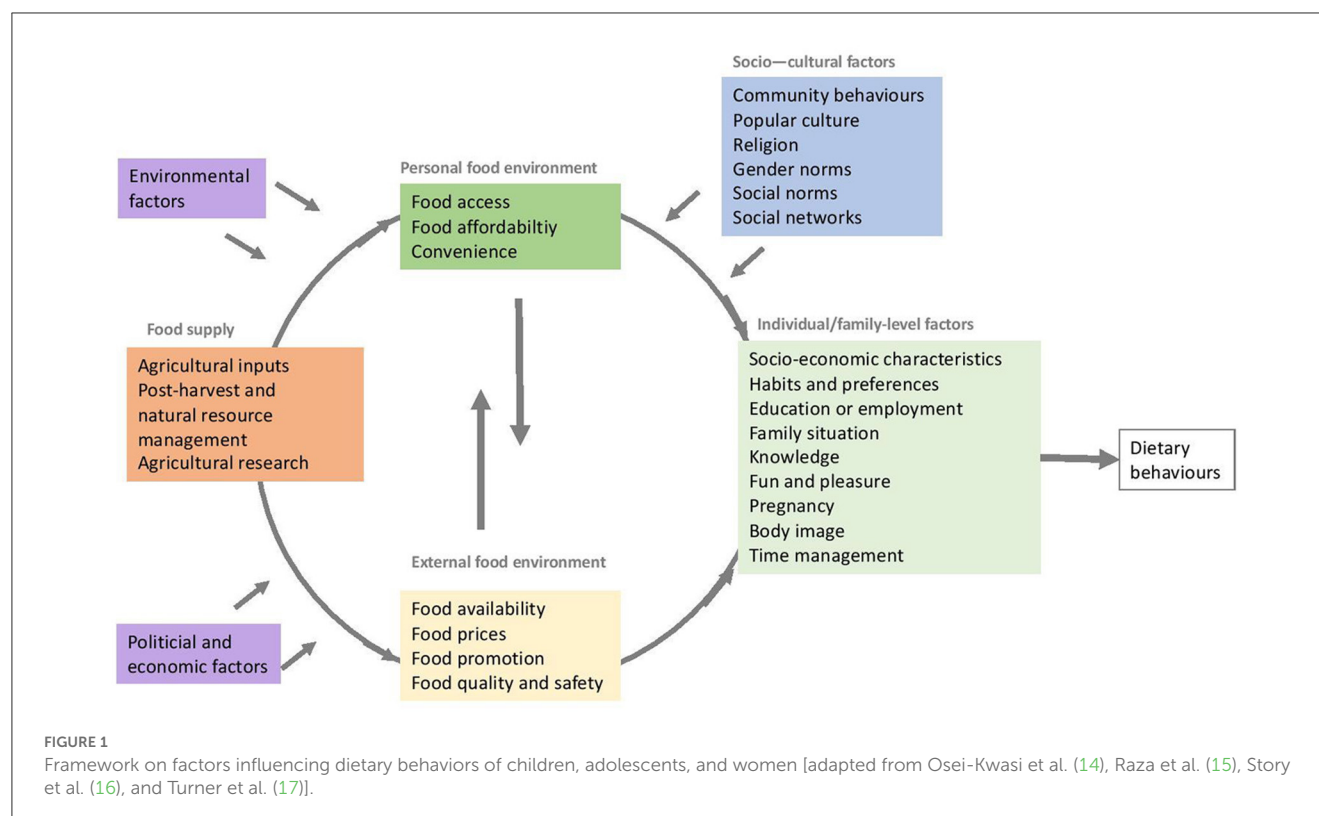 Socio—cultural factors
Community behaviours
Popular culture
Religion
Gender norms
Social norms
Social networks
Environmental
factors
Personal food environment
Food access
Food affordabiltiy
Convenience
Food supply
Agricultural inputs
Post-harvest and
natural resource
management
Agricultural research
Individual/family-level factors
Socio-economic characteristics
Habits and preferences
Education or employment
Family situation
Knowledge
Fun and pleasure
Pregnancy
Body image
Time management
Dietary
behaviours
External food environment
Food availability
Food prices
Food promotion
Food quality and safety
Politicial and
economic factors
FIGURE 1
Framework on factors influencing dietary behaviors of children, adolescents, and women [adapted from Osei-Kwasi et al. (14), Raza et al. (15), Story
et al. (16), and Turner et al. (17)].